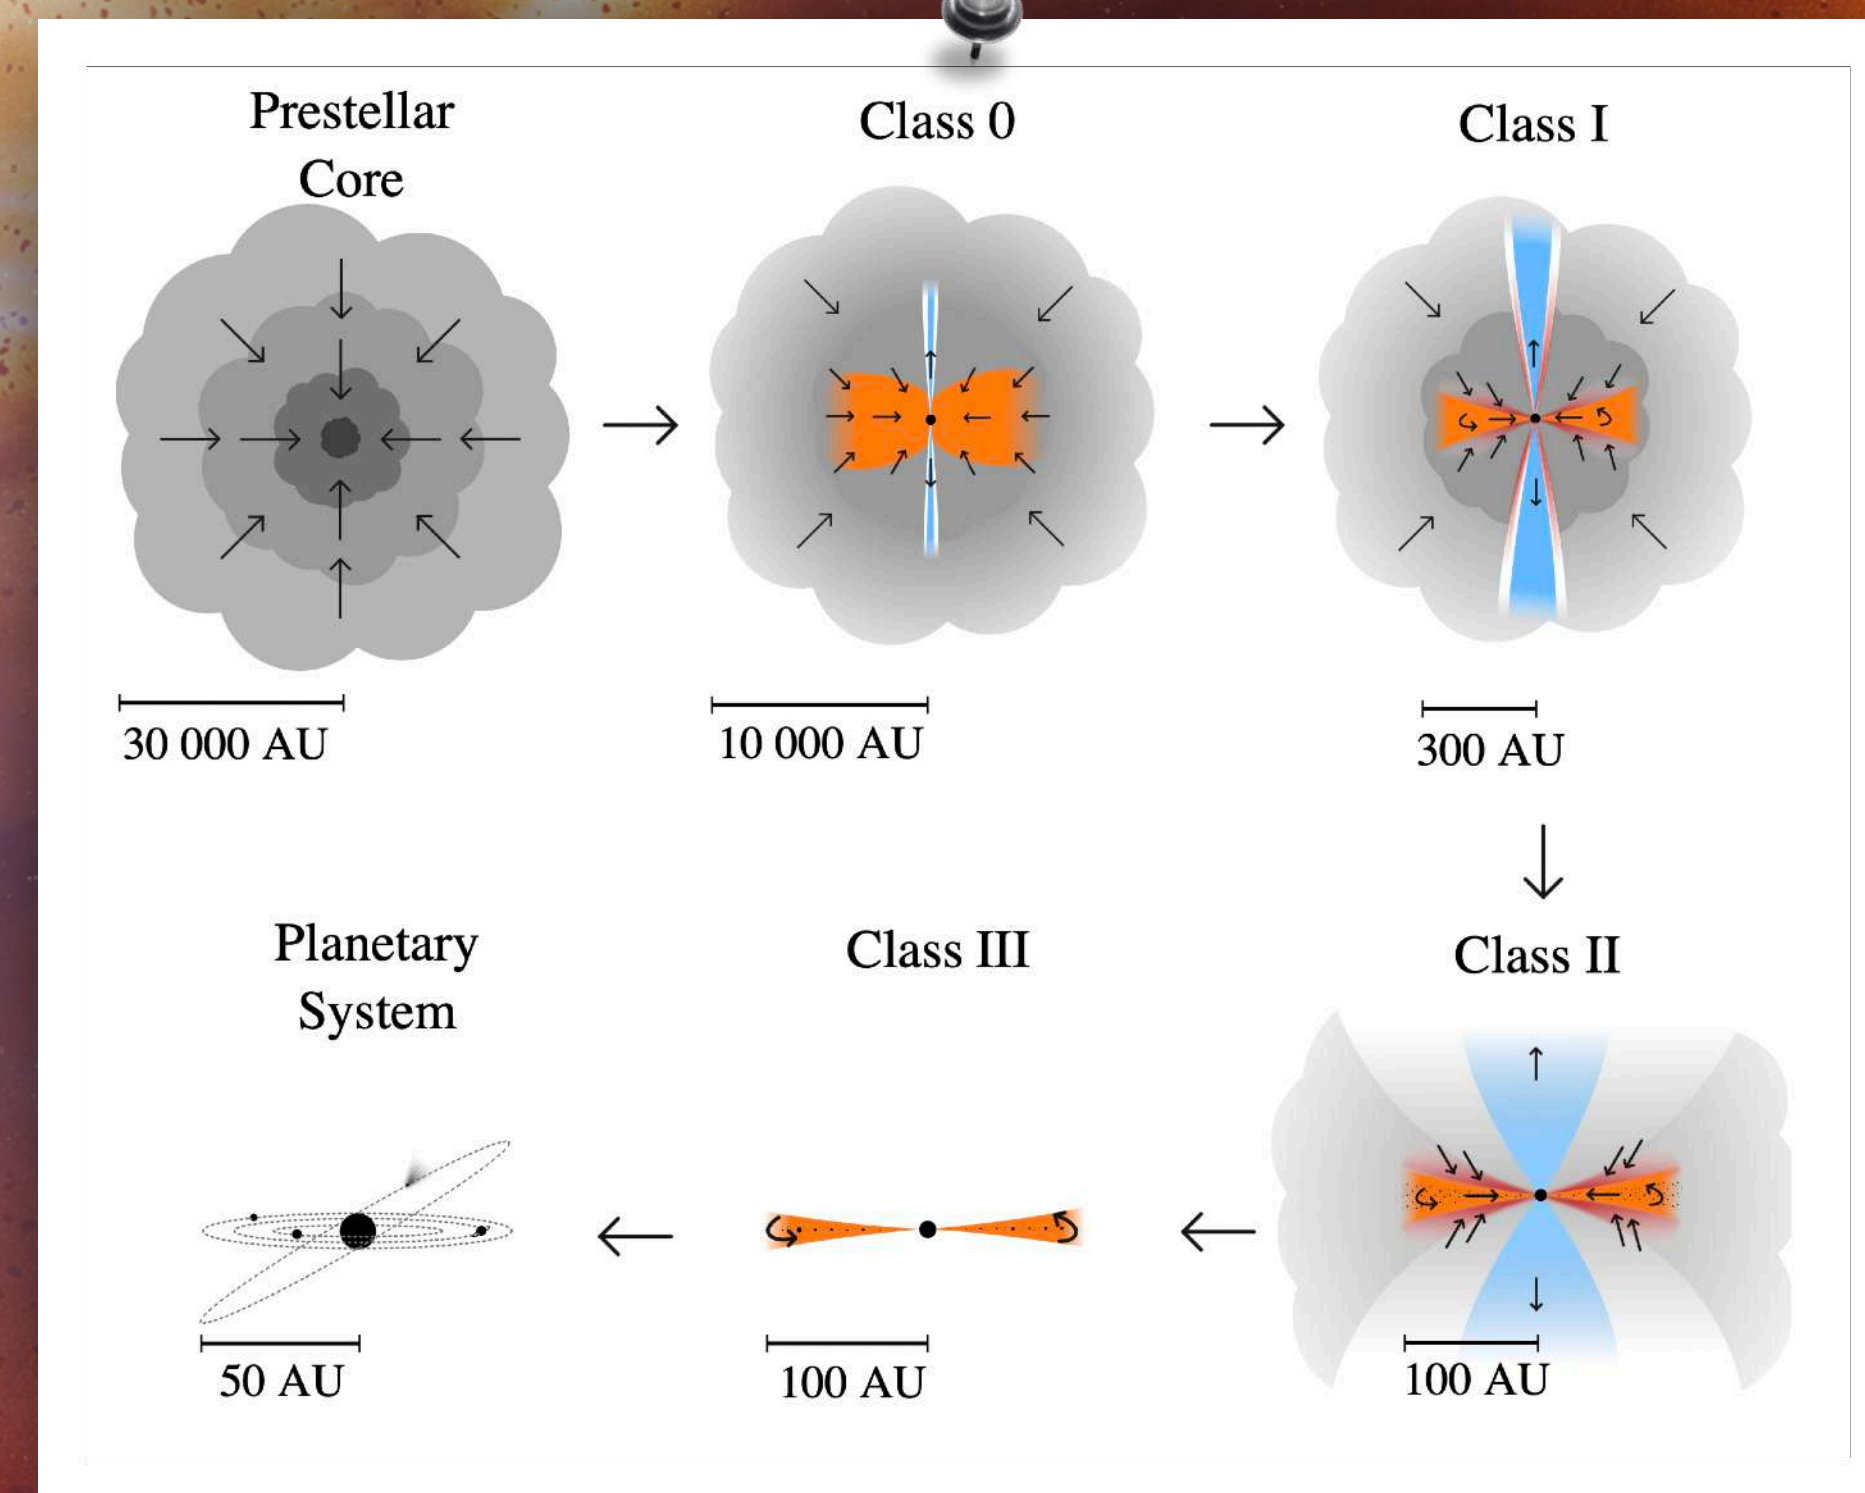 Prestellar
Core
Class 0
Class I
30 000 AU
10 000 AU
300 AU
Planetary
System
Class III
Class II
50 AU
100 AU
100 AU